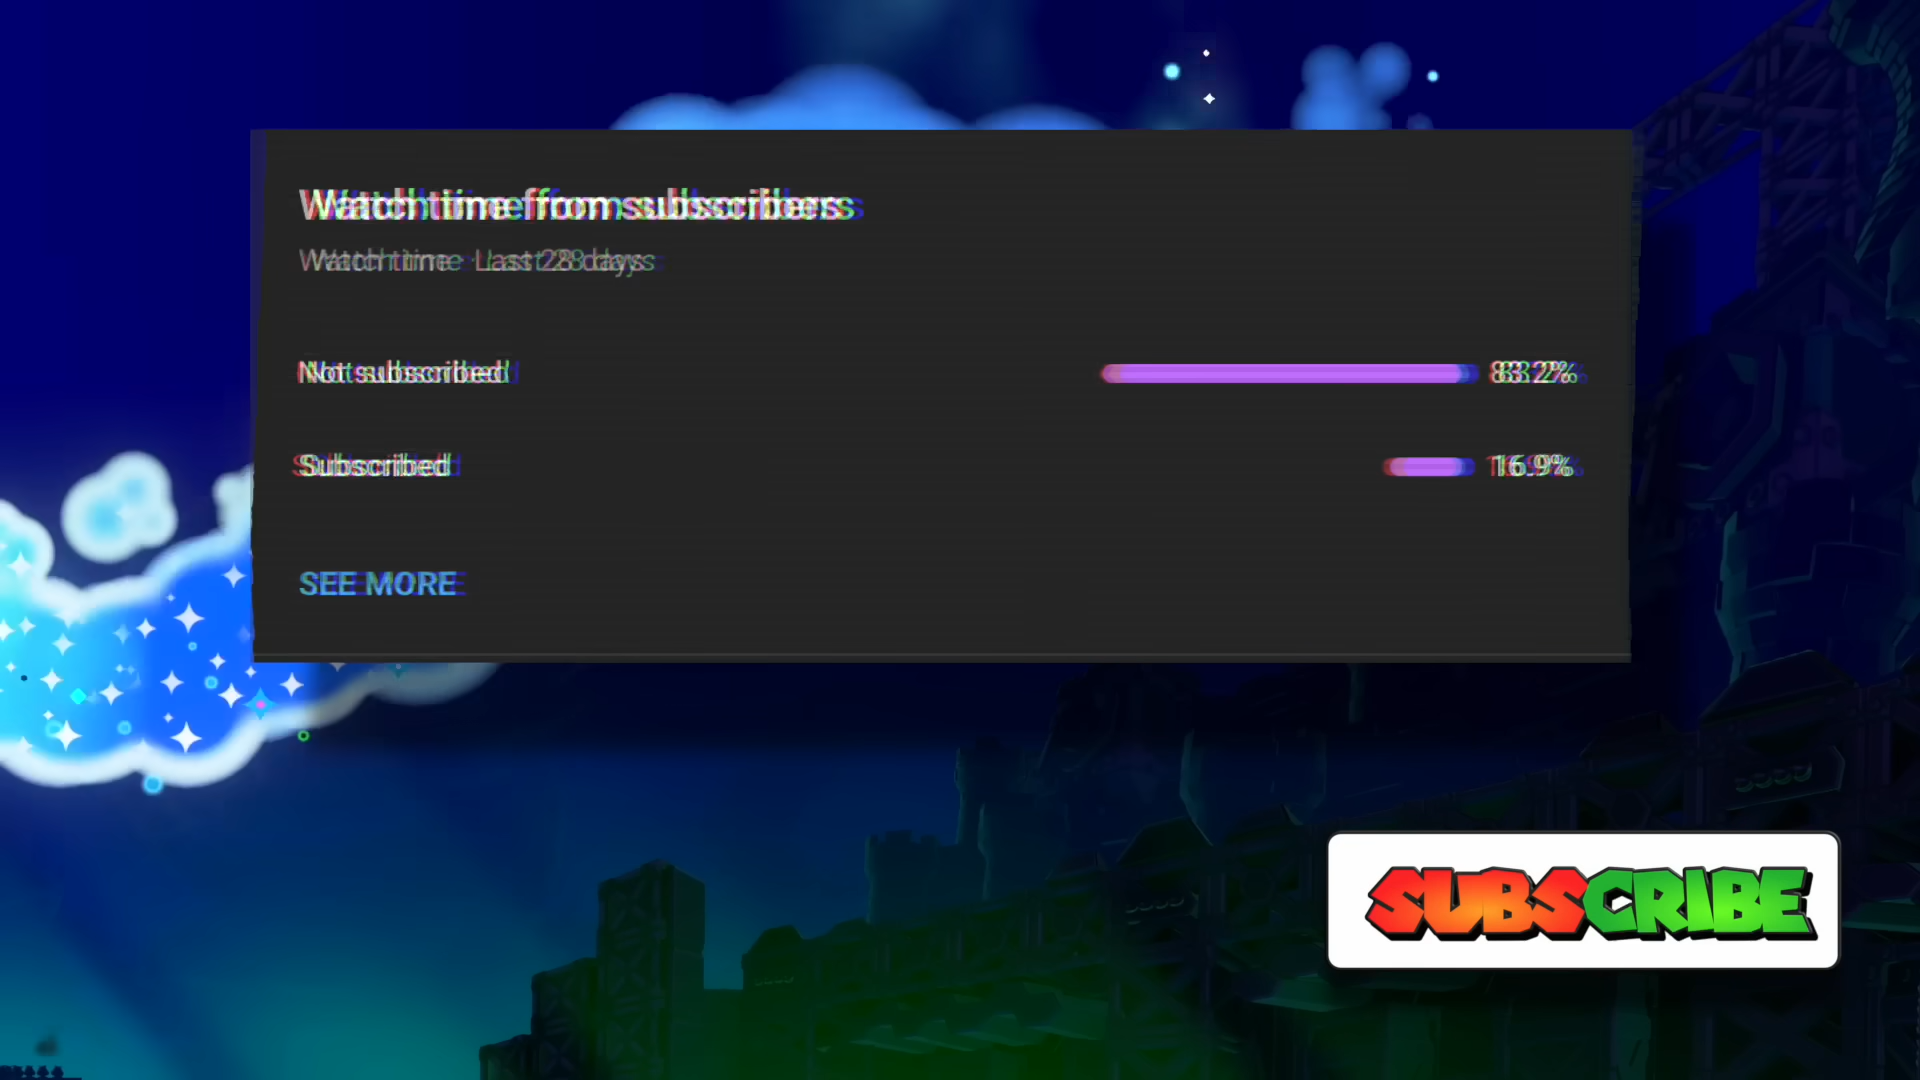 Watch time from subscribers
Watch time · Last 28 days
Not subscribed 83.2%
Subscribed 16.9%
SEE MORE
SUBSCRIBE